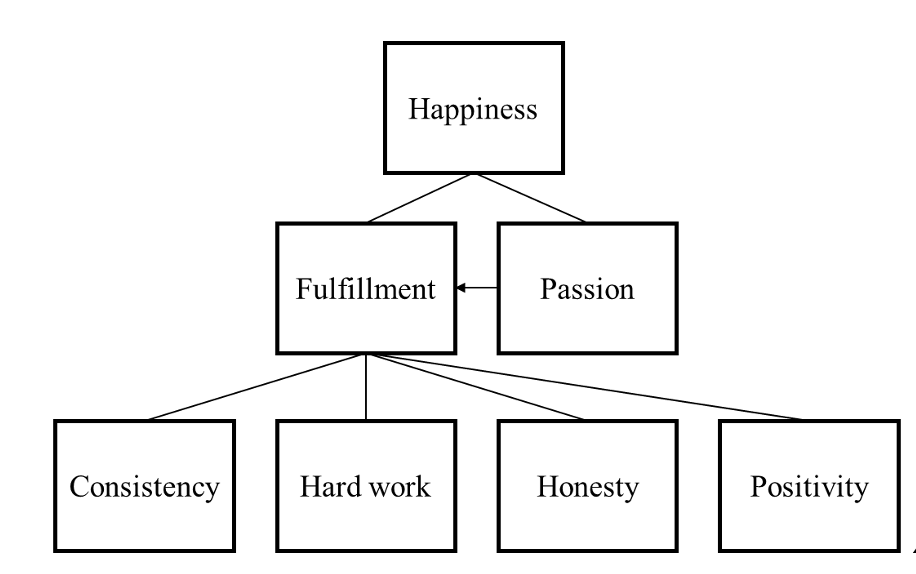 Happiness
Fulfillment
Passion
Consistency
Hard work
Honesty
Positivity